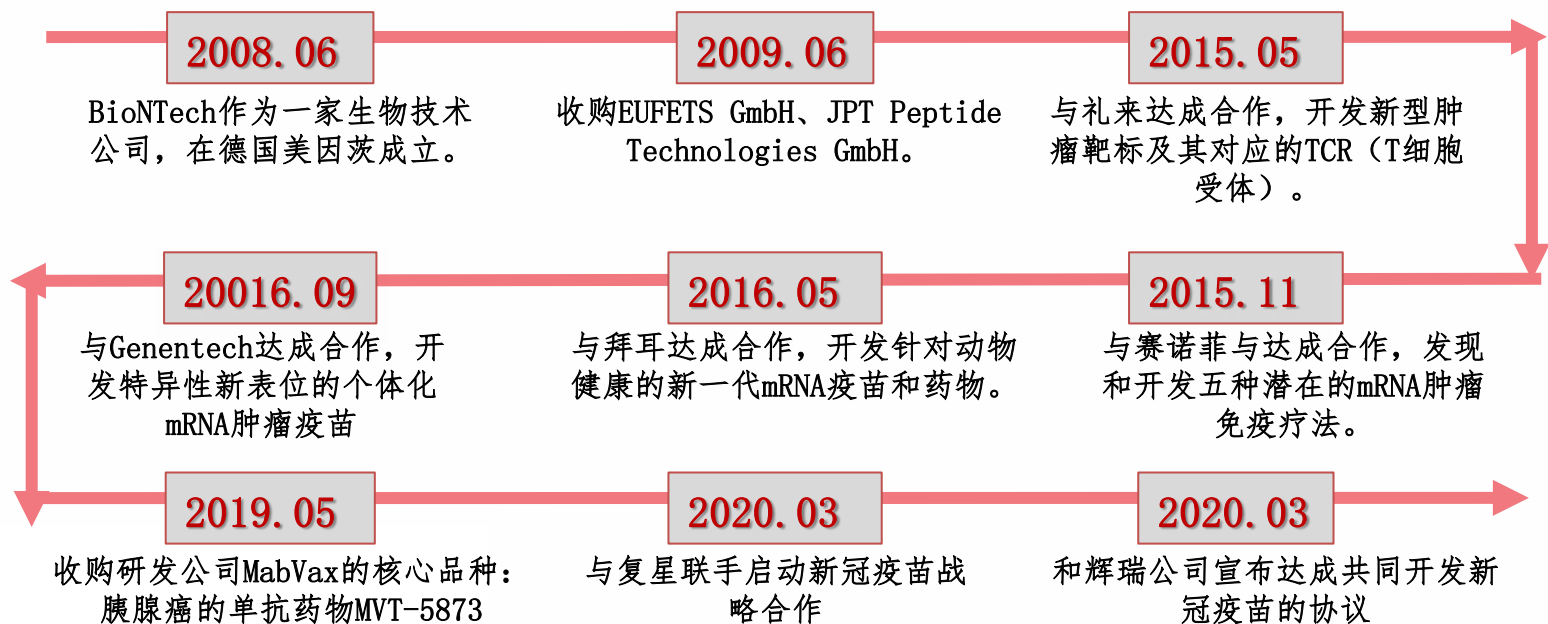 2008.06
BioNTech作为一家生物技术
公司，在德国美因茨成立。
2009.06
收购EUFETS GmbH、JPT Peptide
Technologies GmbH。
2015.05
与礼来达成合作，开发新型肿
瘤靶标及其对应的TCR（T细胞
受体）。
2015.11
与赛诺菲与达成合作，发现
和开发五种潜在的mRNA肿瘤
免疫疗法。
2016.05
与拜耳达成合作，开发针对动物
健康的新一代mRNA疫苗和药物。
20016.09
与Genentech达成合作，开
发特异性新表位的个体化
mRNA肿瘤疫苗
2019.05
收购研发公司MabVax的核心品种：
胰腺癌的单抗药物MVT-5873
2020.03
与复星联手启动新冠疫苗战
略合作
2020.03
和辉瑞公司宣布达成共同开发新
冠疫苗的协议